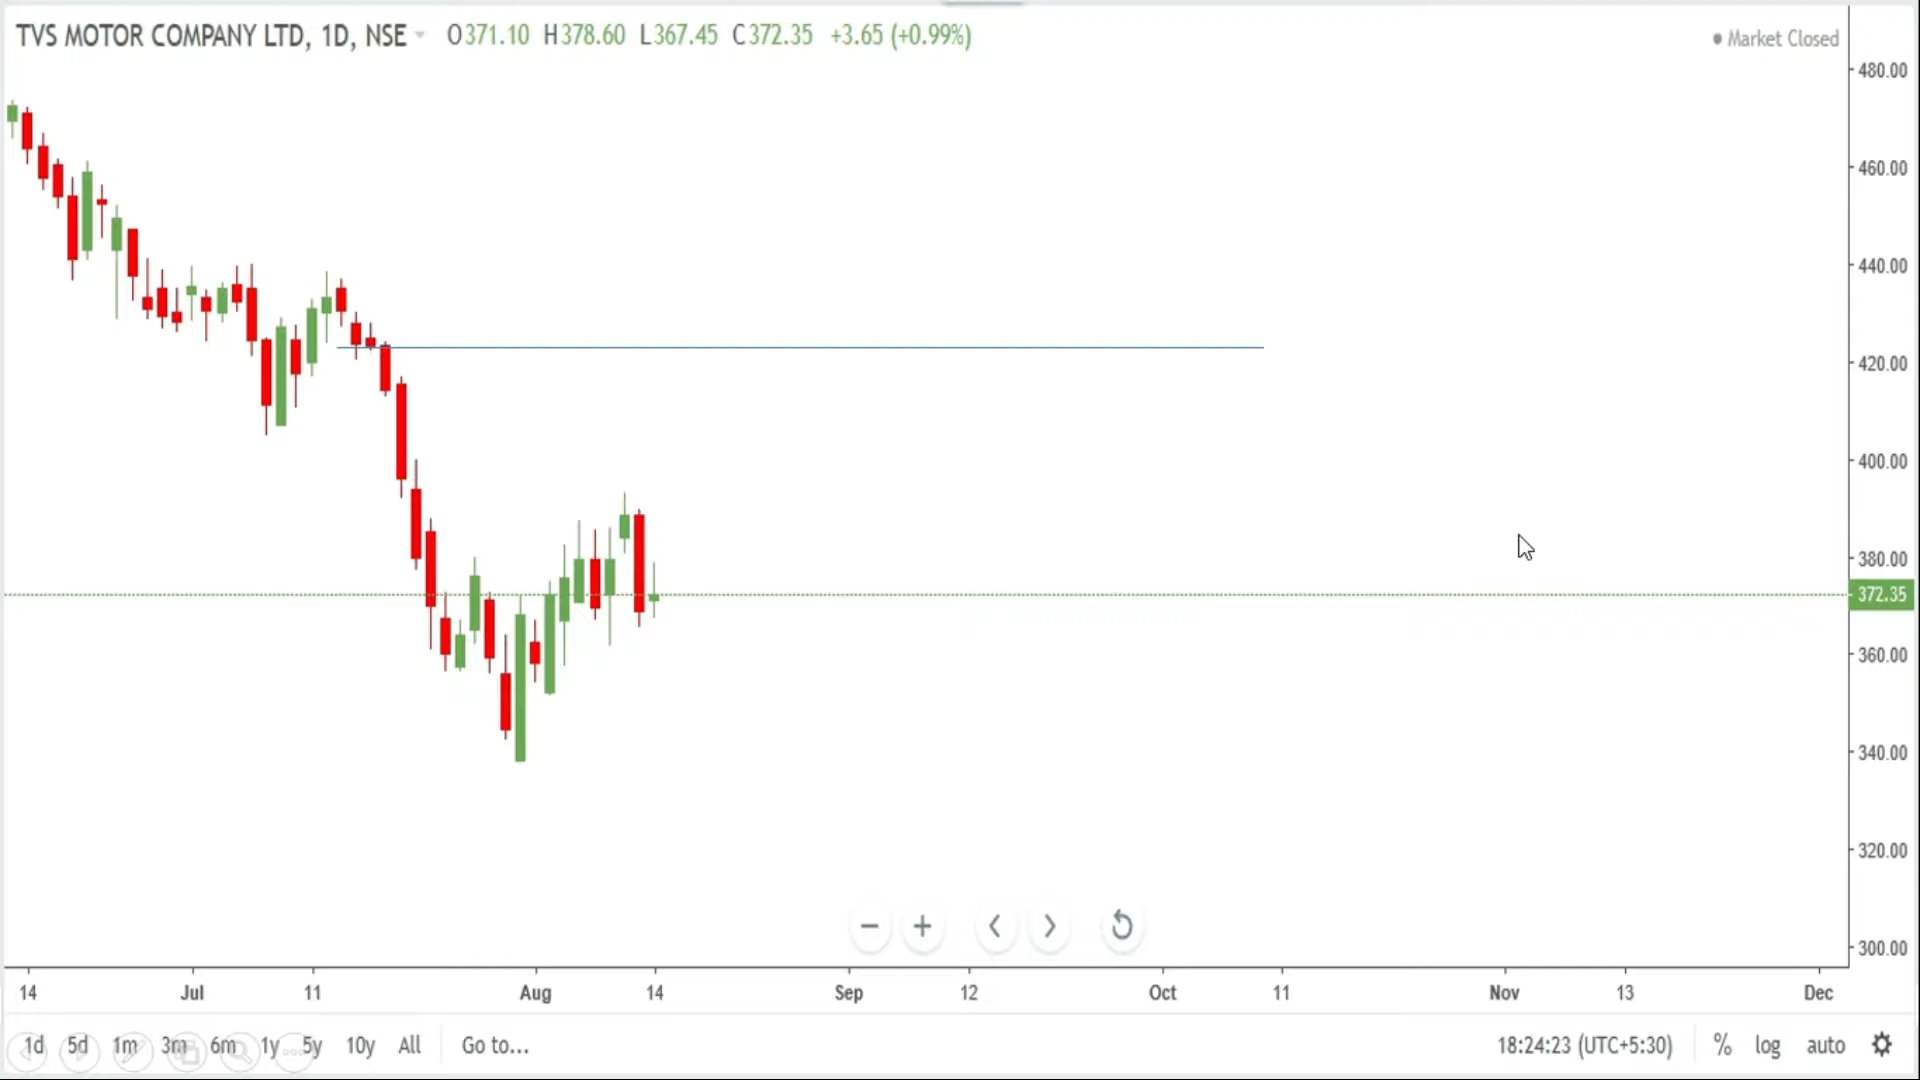 TVS MOTOR COMPANY LTD, 1D, NSE O371.10 H378.60 L367.45 C372.35 +3.65 (+0.99%)
Market Closed
480.00
460.00
440.00
420.00
400.00
380.00
372.35
360.00
340.00
320.00
300.00
14 Jul 11 Aug 14 Sep 12 Oct 11 Nov 13 Dec
1d 5d 1m 3m 6m 1y 5y 10y All Go to... 18:24:23 (UTC+5:30) % log auto